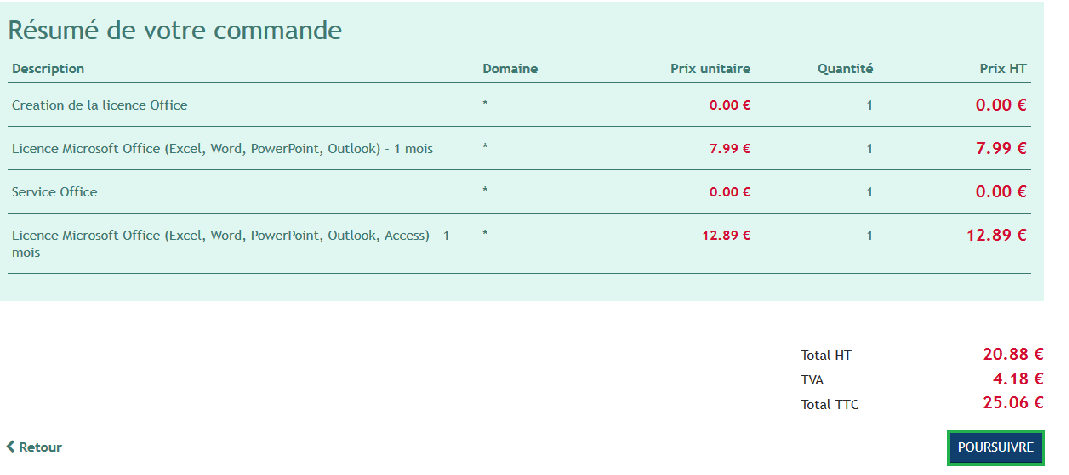 Résumé de votre commande
Description Domaine Prix unitaire Quantité Prix HT
Creation de la licence Office * 0.00 € 1 0.00 €
Licence Microsoft Office (Excel, Word, PowerPoint, Outlook) - 1 mois * 7.99 € 1 7.99 €
Service Office * 0.00 € 1 0.00 €
Licence Microsoft Office (Excel, Word, PowerPoint, Outlook, Access) - 1 * 12.89 € 1 12.89 €
mois
Total HT 20.88 €
TVA 4.18 €
Total TTC 25.06 €
Retour POURSUIVRE